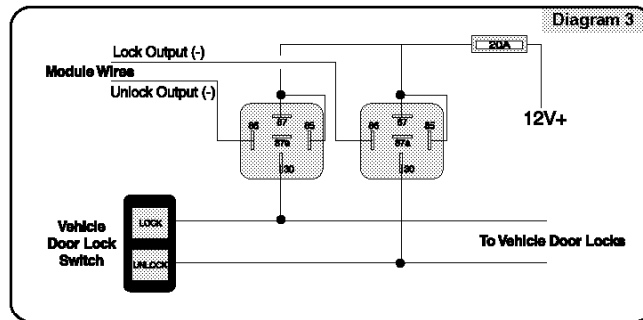 Diagram 3
20A
Lock Output (-)
Module Wires
Unlock Output (-)
12V+
87
86
85
87a
30
87
86
85
87a
30
Vehicle
Door Lock
Switch
LOCK
UNLOCK
To Vehicle Door Locks